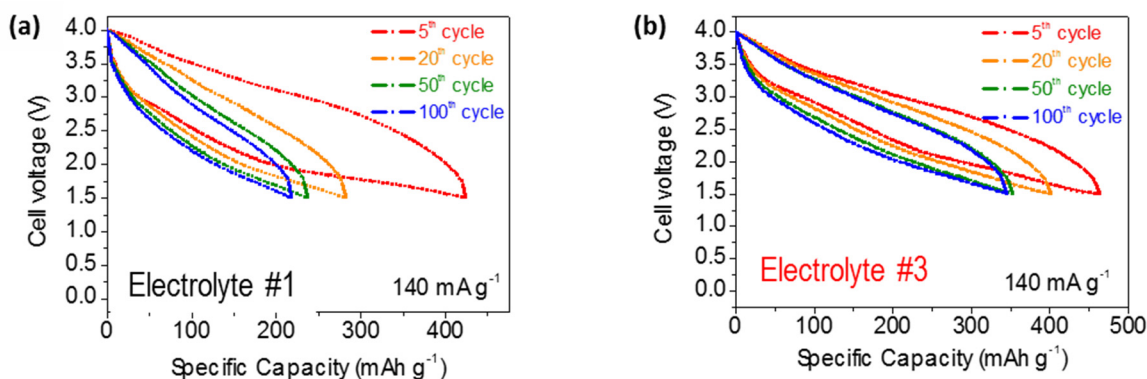 (a)
4.0
3.5
3.0
2.5
2.0
1.5
1.0
0.5
0.0
Cell voltage (V)
5th cycle
20th cycle
50th cycle
100th cycle
Electrolyte #1
140 mA g-1
0 100 200 300 400
Specific Capacity (mAh g-1)
(b)
4.0
3.5
3.0
2.5
2.0
1.5
1.0
0.5
0.0
Cell voltage (V)
5th cycle
20th cycle
50th cycle
100th cycle
Electrolyte #3
140 mA g-1
0 100 200 300 400 500
Specific Capacity (mAh g-1)